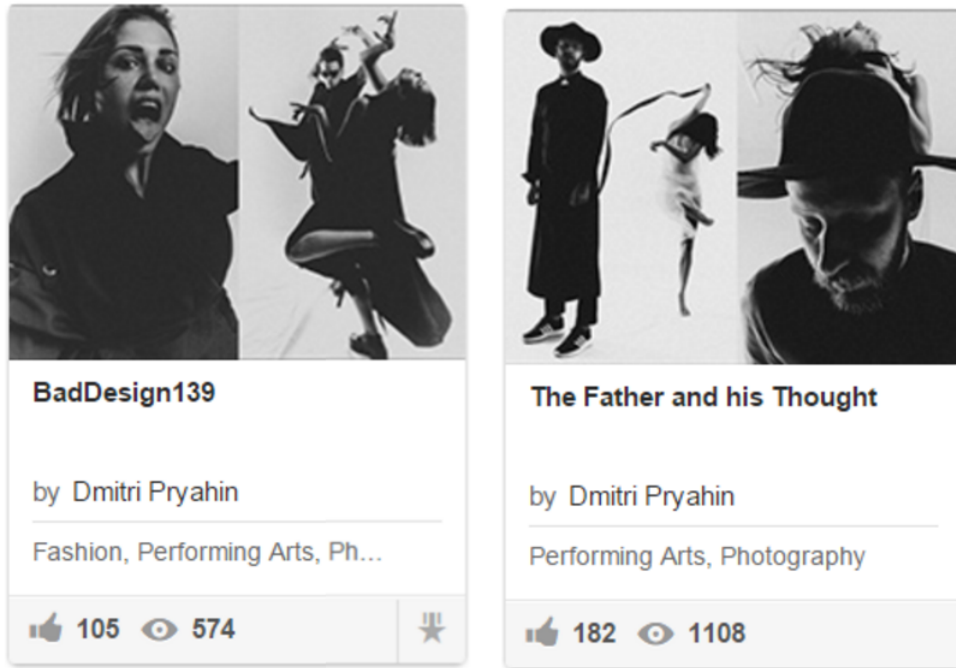 BadDesign139
by Dmitri Pryahin
Fashion, Performing Arts, Ph...
105 574
The Father and his Thought
by Dmitri Pryahin
Performing Arts, Photography
182 1108